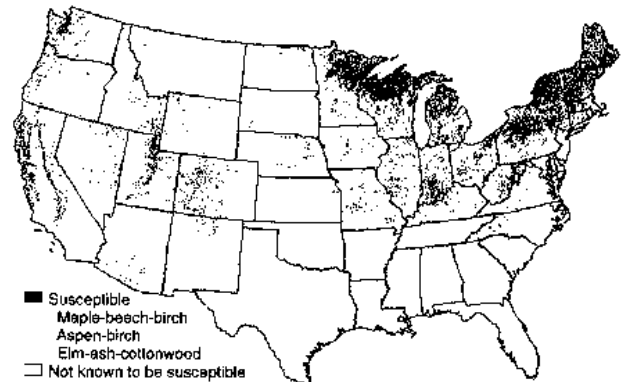 Susceptible
Maple-beech-birch
Aspen-birch
Elm-ash-cottonwood
Not known to be susceptible